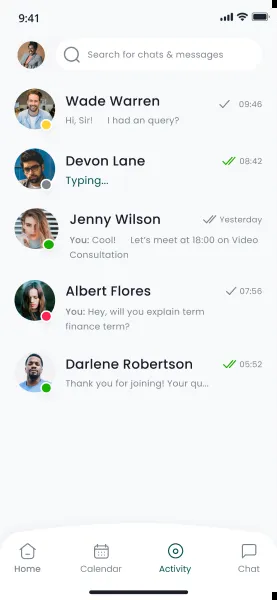 9:41
Search for chats & messages
Wade Warren
09:46
Hi, Sir! I had an query?
Devon Lane
08:42
Typing...
Jenny Wilson
Yesterday
You: Cool! Let's meet at 18:00 on Video
Consultation
Albert Flores
07:56
You: Hey, will you explain term
finance term?
Darlene Robertson
05:52
Thank you for joining! Your qu...
Home
Calendar
Activity
Chat